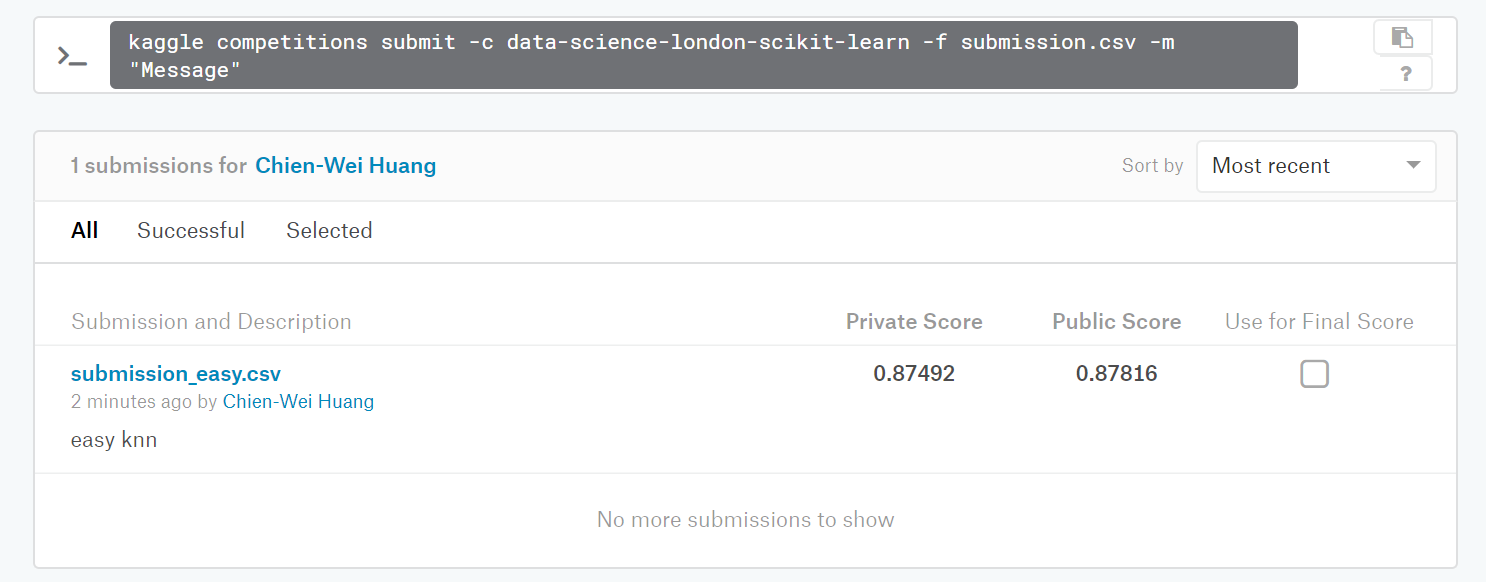 >_ kaggle competitions submit -c data-science-london-scikit-learn -f submission.csv -m
"Message"
?
1 submissions for Chien-Wei Huang
Sort by Most recent
All Successful Selected
Submission and Description Private Score Public Score Use for Final Score
submission_easy.csv 0.87492 0.87816
2 minutes ago by Chien-Wei Huang
easy knn
No more submissions to show